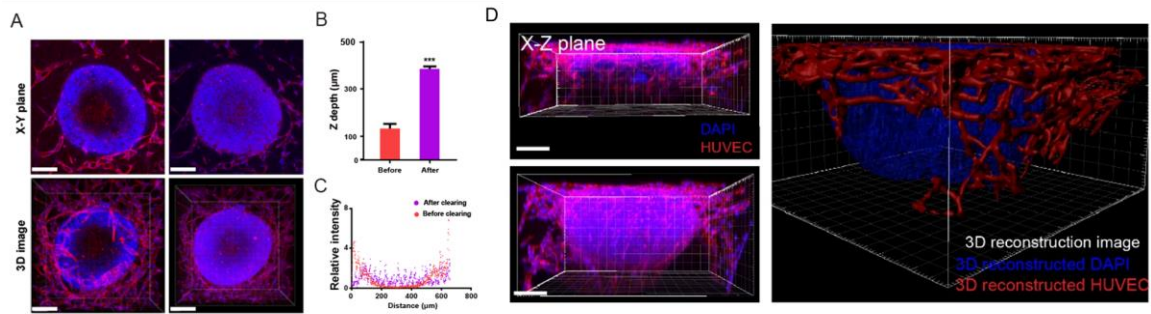 A
X-Y plane
3D image
B
Z depth (μm)
500
400
300
200
100
0
***
Before
After
C
Relative intensity
8
4
0
After clearing
Before clearing
0
200
400
600
800
Distance (μm)
D
X-Z plane
DAPI
HUVEC
3D reconstruction image
3D reconstructed DAPI
3D reconstructed HUVEC